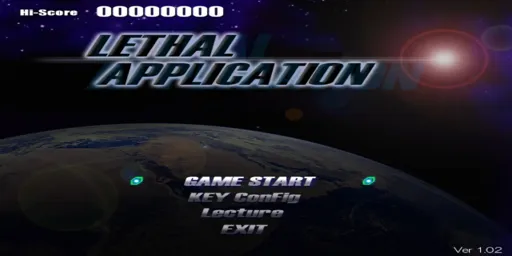 Hi-Score 00000000
LETHAL
APPLICATION
GAME START
KEY Config
Lecture
EXIT
Ver 1.02